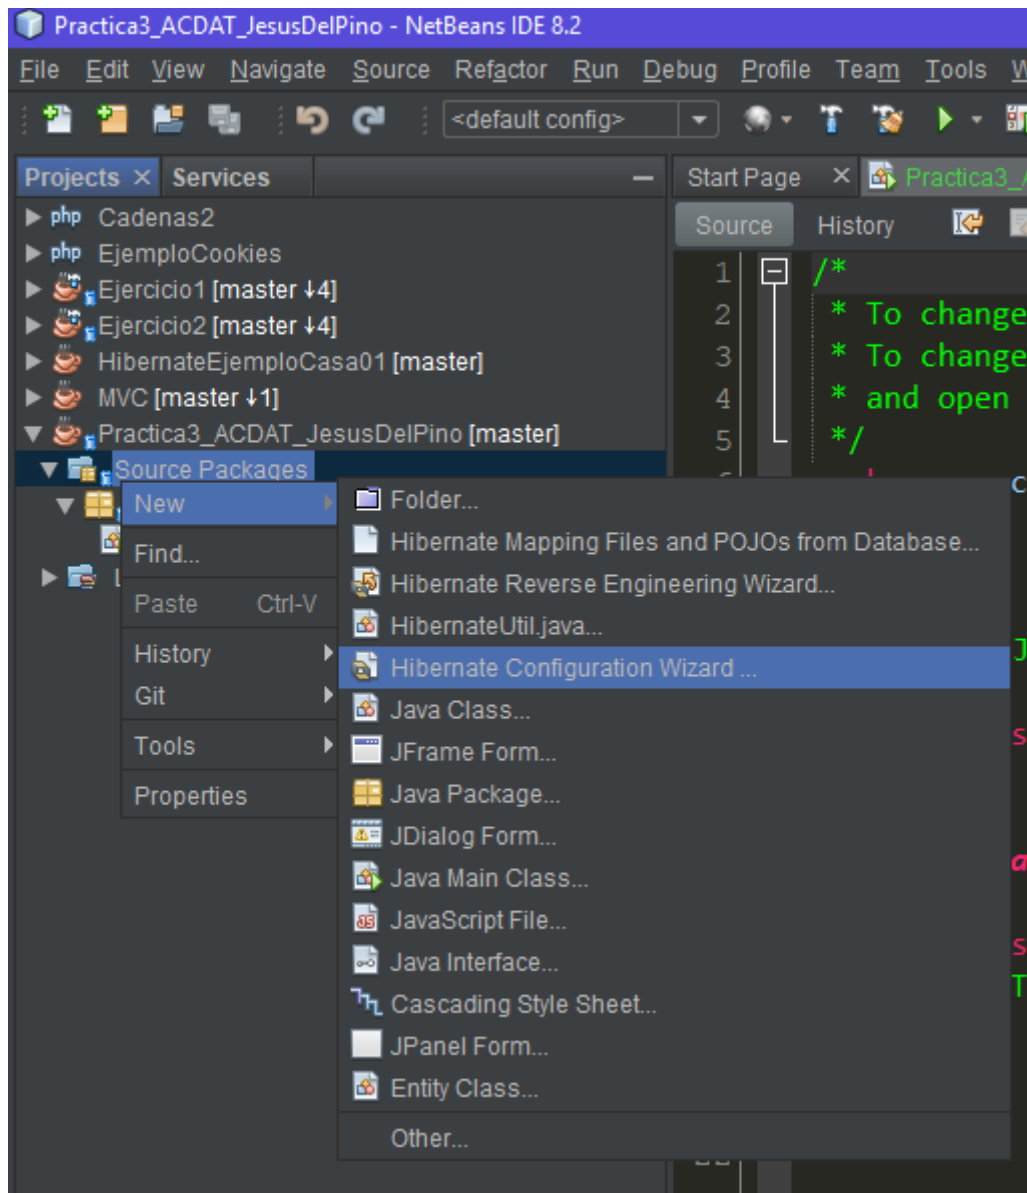 Practica3_ACDAT_JesusDelPino - NetBeans IDE 8.2
File Edit View Navigate Source Refactor Run Debug Profile Team Tools W
<default config>
Projects Services
Start Page Practica3_A
Source History
php Cadenas2
php EjemploCookies
Ejercicio1 [master ↓4]
Ejercicio2 [master ↓4]
HibernateEjemploCasa01 [master]
MVC [master ↓1]
Practica3_ACDAT_JesusDelPino [master]
Source Packages
1 /*
2 * To change
3 * To change
4 * and open
5 */
New
Find...
Paste Ctrl-V
History
Git
Tools
Properties
Folder...
Hibernate Mapping Files and POJOs from Database...
Hibernate Reverse Engineering Wizard...
HibernateUtil.java...
Hibernate Configuration Wizard ...
Java Class...
JFrame Form...
Java Package...
JDialog Form...
Java Main Class...
JavaScript File...
Java Interface...
Cascading Style Sheet...
JPanel Form...
Entity Class...
Other...